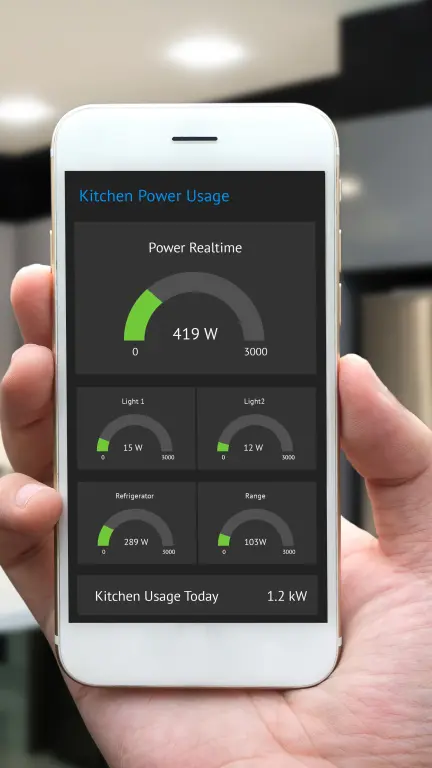 Kitchen Power Usage
Power Realtime
419 W
0 3000
Light 1
15 W
0 3000
Light2
12 W
0 3000
Refrigerator
289 W
0 3000
Range
103W
0 3000
Kitchen Usage Today 1.2 kW